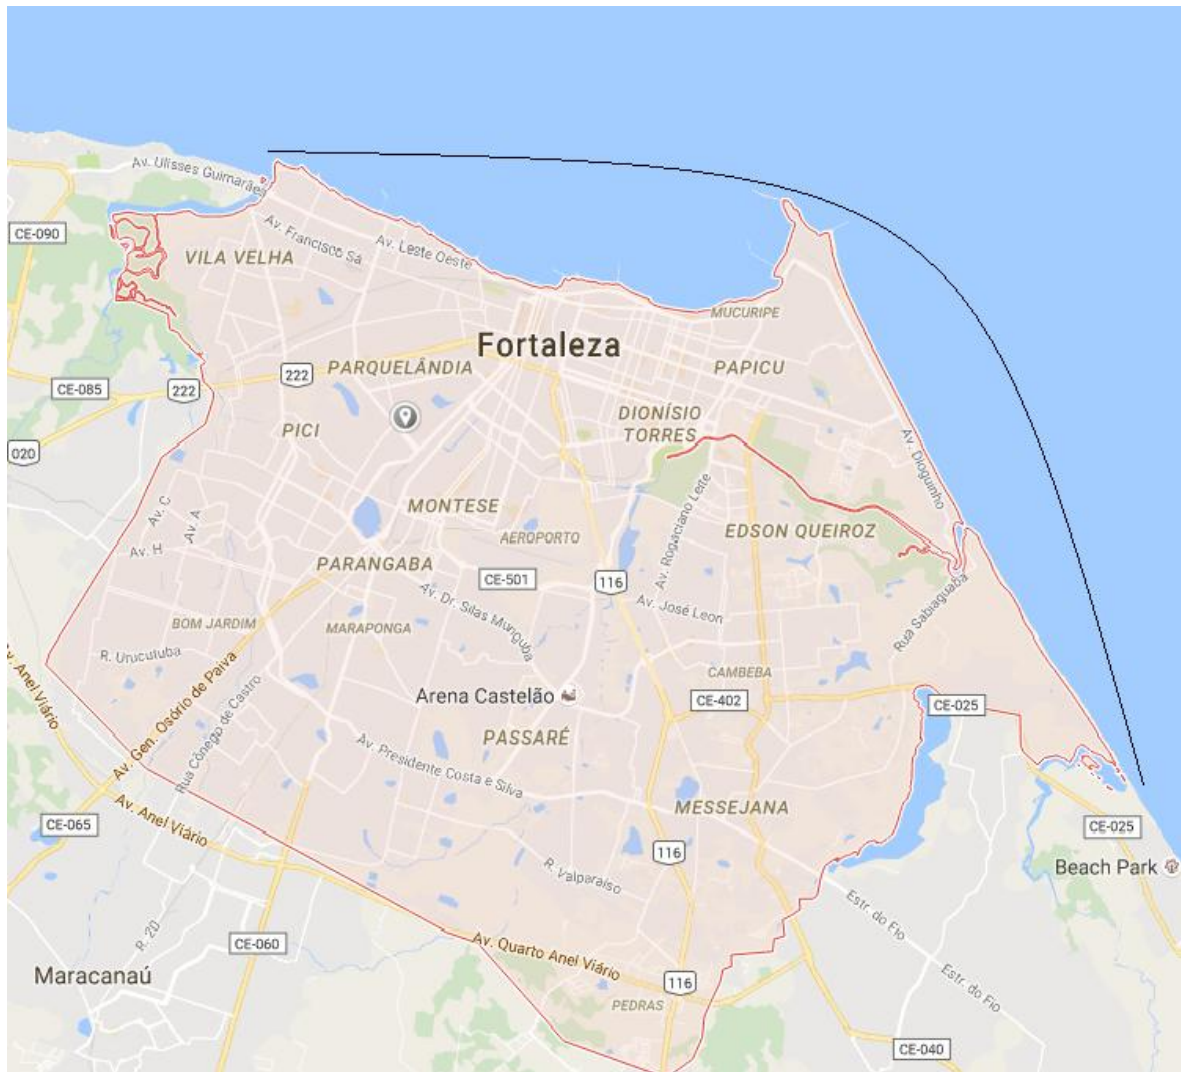 Av. Ulisses Guimarães
CE-090
Av. Francisco Sá
Av. Leste Oeste
VILA VELHA
MUCURIPE
Fortaleza
PARQUELÂNDIA
PAPICU
222
CE-085
222
DIONÍSIO
TORRES
PICI
020
Av. Dioguinho
Av. C
Av. A
MONTESE
Av. Rogaciano Leite
EDSON QUEIROZ
AEROPORTO
Av. H
PARANGABA
CE-501
116
Av. Dr. Silas Munguba
Av. José Leon
Rua Sabiaguaba
BOM JARDIM
MARAPONGA
R. Urucutuba
CAMBEBA
Av. Anel Viário
Av. Gen. Osório de Paiva
Rua Cônego de Castro
Arena Castelão
CE-402
CE-025
PASSARÉ
Av. Presidente Costa e Silva
MESSEJANA
Av. Anel Viário
CE-065
CE-025
116
R. Valparaíso
Beach Park
Estr. do Fio
R. 20
CE-060
Av. Quarto Anel Viário
Estr. do Fio
Maracanaú
116
PEDRAS
CE-040